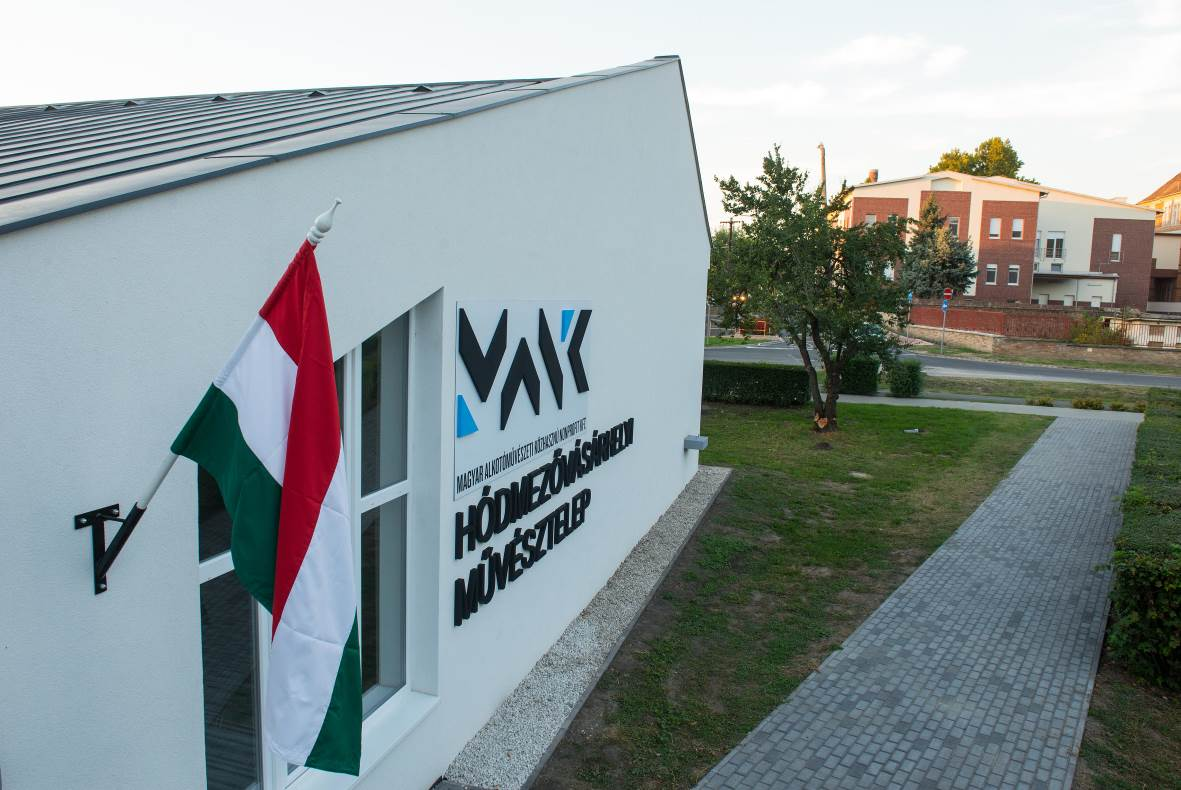 MAK
MAGYAR ALKOTÓMŰVÉSZETI KÖZHASZNÚ NONPROFIT KFT.
HÓDMEZŐVÁSÁRHELYI
MŰVÉSZTELEP